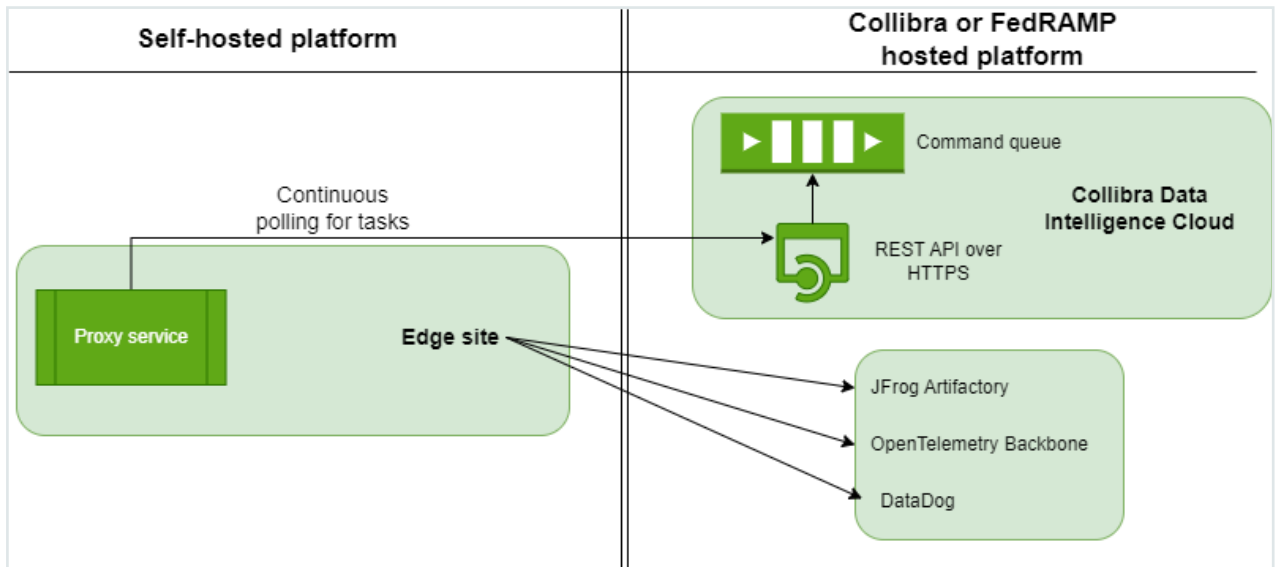 Self-hosted platform
Collibra or FedRAMP
hosted platform
Command queue
Collibra Data
Intelligence Cloud
REST API over
HTTPS
Continuous
polling for tasks
Proxy service
Edge site
JFrog Artifactory
OpenTelemetry Backbone
DataDog